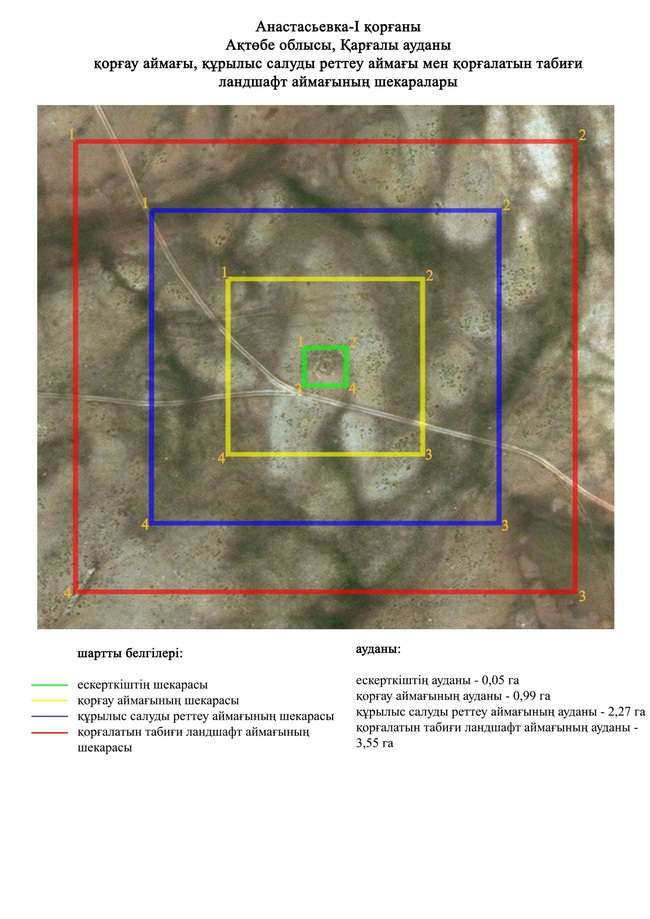 Анастасьевка-I қорғаны
Ақтөбе облысы, Қарғалы ауданы
қорғау аймағы, құрылыс салуды реттеу аймағы мен қорғалатын табиғи
ландшафт аймағының шекаралары
1 2
1 2
1 2
1 2
4
4 3
4 3
4 3
шартты белгілері:
ескерткіштің шекарасы
қорғау аймағының шекарасы
құрылыс салуды реттеу аймағының шекарасы
қорғалатын табиғи ландшафт аймағының
шекарасы
ауданы:
ескерткіштің ауданы - 0,05 га
қорғау аймағының ауданы - 0,99 га
құрылыс салуды реттеу аймағының ауданы - 2,27 га
қорғалатын табиғи ландшафт аймағының ауданы -
3,55 га